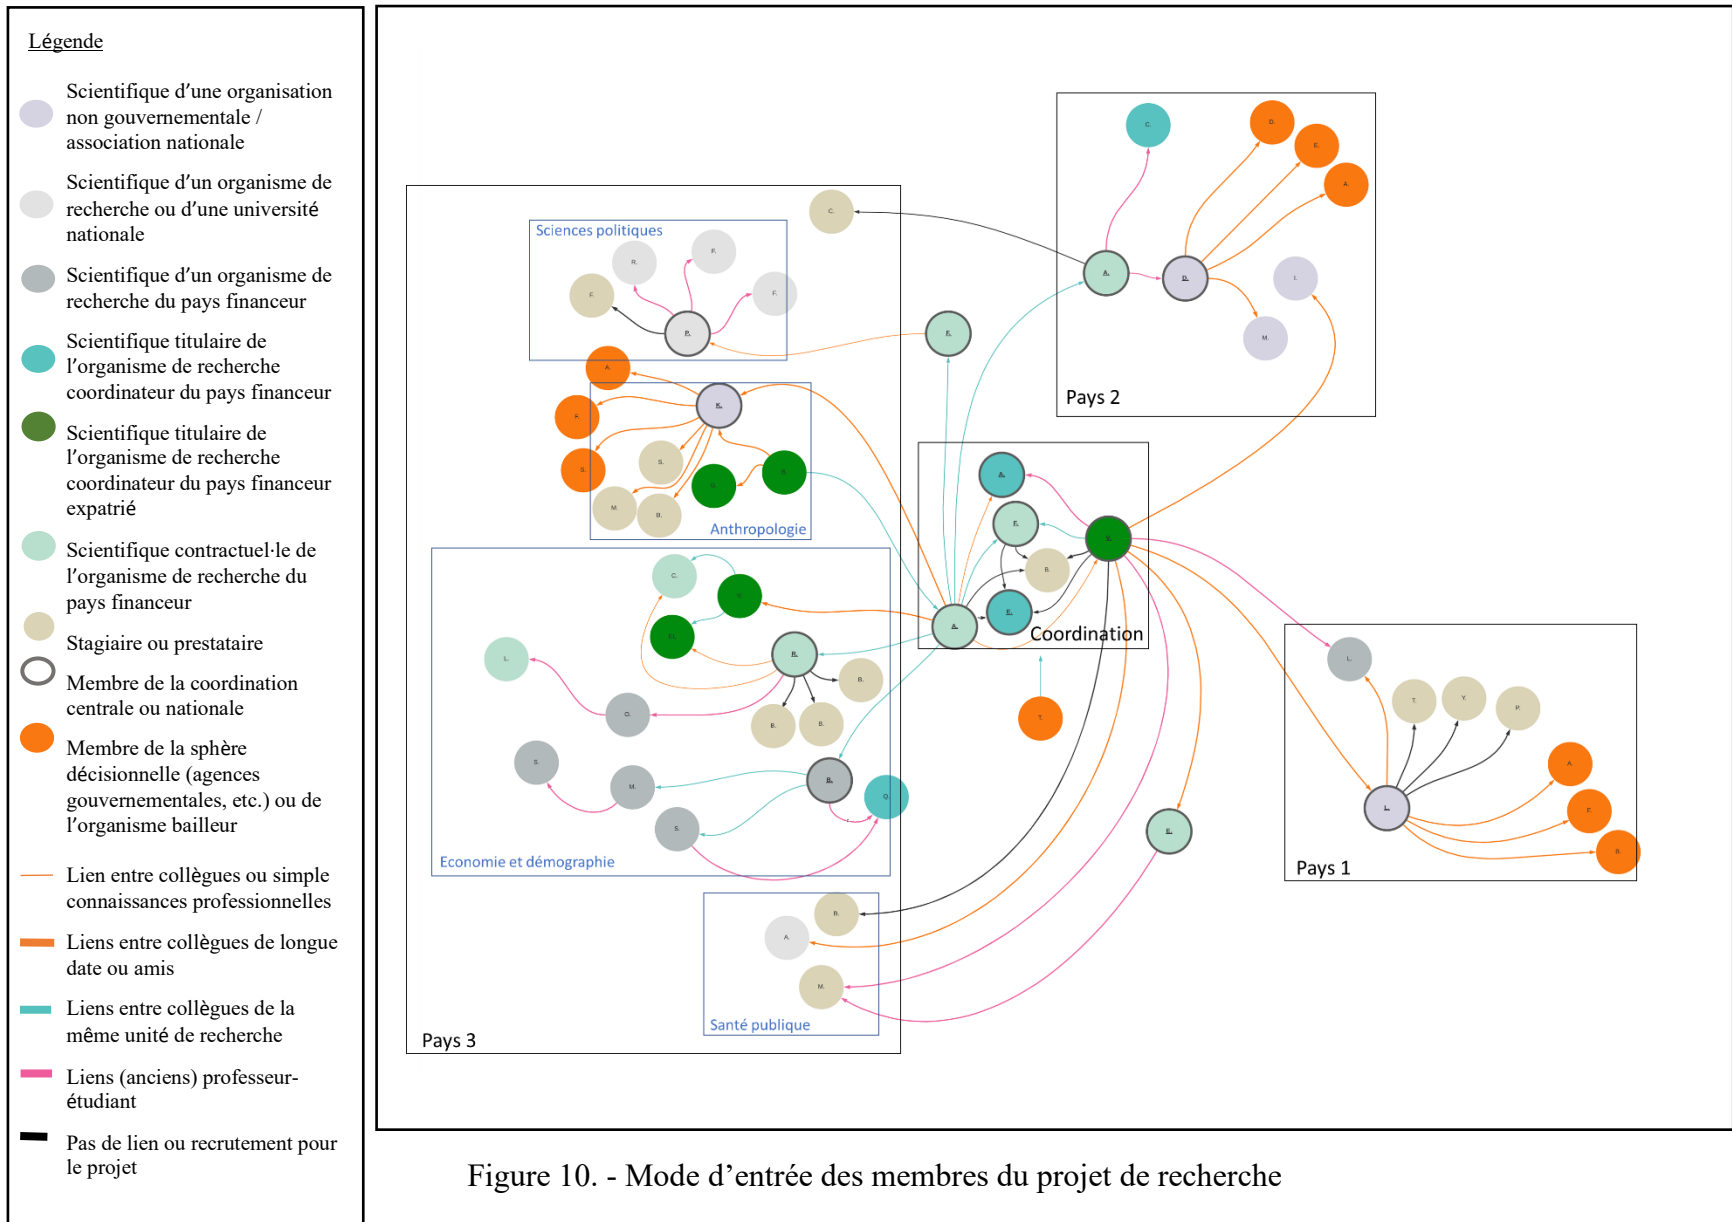 Légende
Scientifique d’une organisation
non gouvernementale /
association nationale
Scientifique d’un organisme de
recherche ou d’une université
nationale
Scientifique d’un organisme de
recherche du pays financeur
Scientifique titulaire de
l’organisme de recherche
coordinateur du pays financeur
Scientifique titulaire de
l’organisme de recherche
coordinateur du pays financeur
expatrié
Scientifique contractuel·le de
l’organisme de recherche du
pays financeur
Stagiaire ou prestataire
Membre de la coordination
centrale ou nationale
Membre de la sphère
décisionnelle (agences
gouvernementales, etc.) ou de
l’organisme bailleur
Lien entre collègues ou simple
connaissances professionnelles
Liens entre collègues de longue
date ou amis
Liens entre collègues de la
même unité de recherche
Liens (anciens) professeur-
étudiant
Pas de lien ou recrutement pour
le projet
C.
D.
E.
A.
A.
D.
I.
M.
Pays 2
C.
Sciences politiques
R.
F.
F.
P.
A.
K.
S.
S.
M.
B.
Anthropologie
A.
B.
Coordination
A.
T.
C.
L.
O.
B.
B.
B.
S.
M.
S.
B.
Economie et démographie
B.
A.
M.
Santé publique
Pays 3
L.
T.
Y.
P.
A.
F.
B.
L.
Pays 1
Figure 10. - Mode d’entrée des membres du projet de recherche